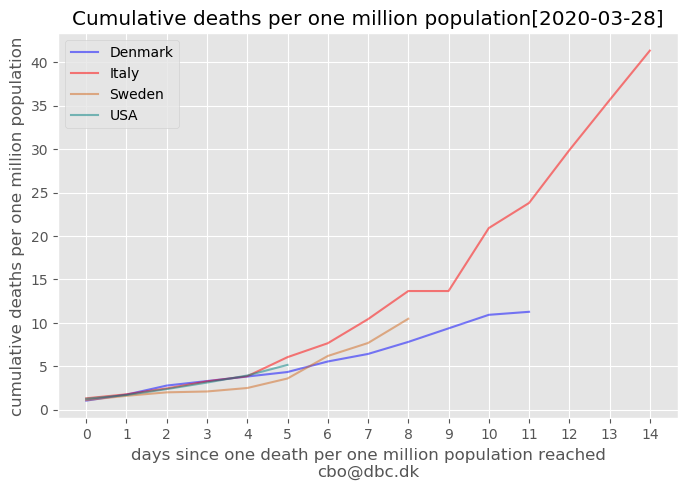 Cumulative deaths per one million population[2020-03-28]
cumulative deaths per one million population
40
35
30
25
20
15
10
5
0
Denmark
Italy
Sweden
USA
0 1 2 3 4 5 6 7 8 9 10 11 12 13 14
days since one death per one million population reached
cbo@dbc.dk